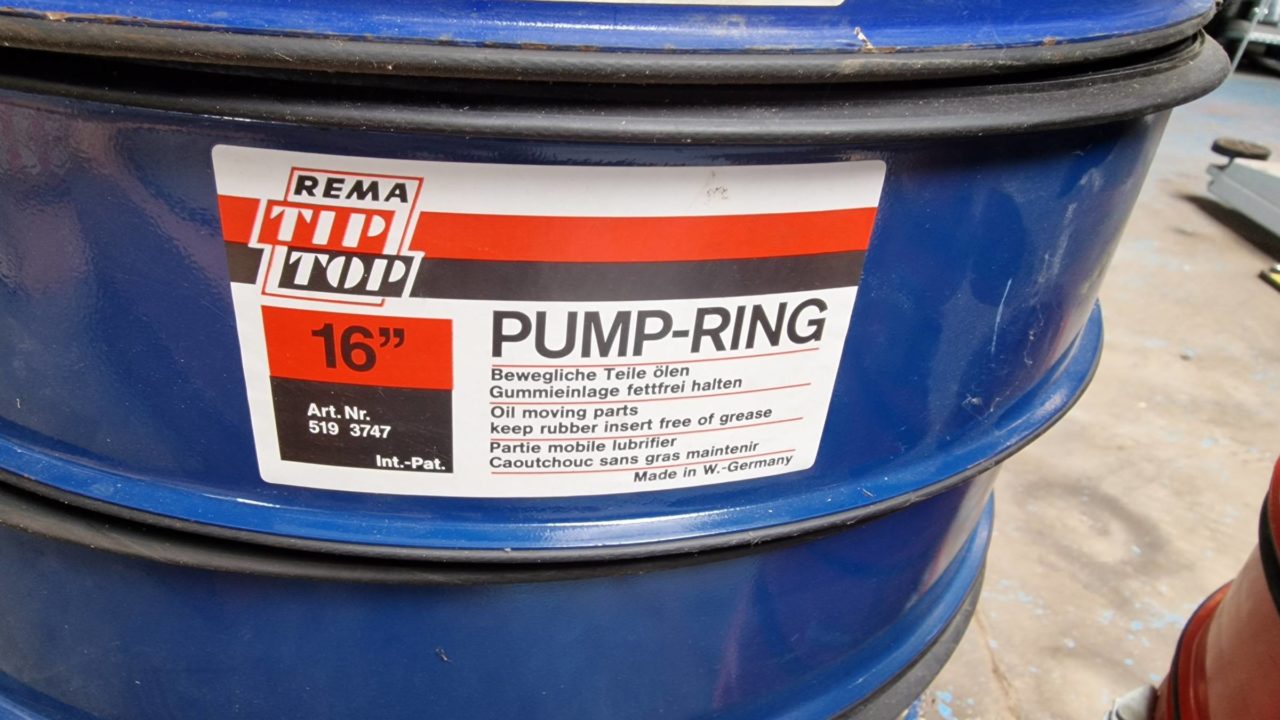 REMA
TIP
TOP
16”
Art. Nr.
519 3747
Int.-Pat.
PUMP-RING
Bewegliche Teile ölen
Gummieinlage fettfrei halten
Oil moving parts
keep rubber insert free of grease
Partie mobile lubrifier
Caoutchouc sans gras maintenir
Made in W.-Germany